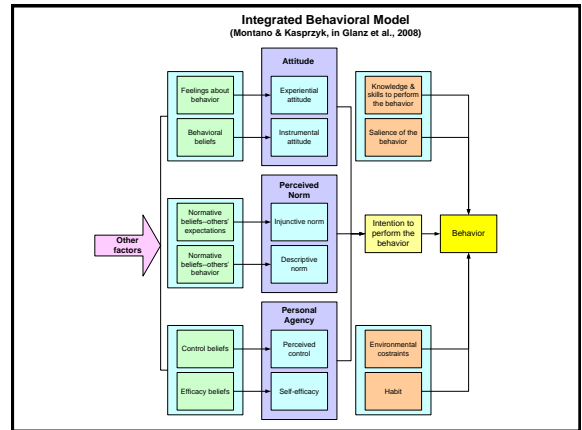 Integrated Behavioral Model
(Montano & Kasprzyk, in Glanz et al., 2008)
Attitude
Feelings about
behavior
Experiential
attitude
Knowledge &
skills to perform
the behavior
Behavioral
beliefs
Instrumental
attitude
Salience of the
behavior
Perceived
Norm
Normative
beliefs--others'
expectations
Injunctive norm
Normative
beliefs--others'
behavior
Descriptive
norm
Other
factors
Intention to
perform the
behavior
Behavior
Personal
Agency
Control beliefs
Perceived
control
Environmental
costraints
Efficacy beliefs
Self-efficacy
Habit